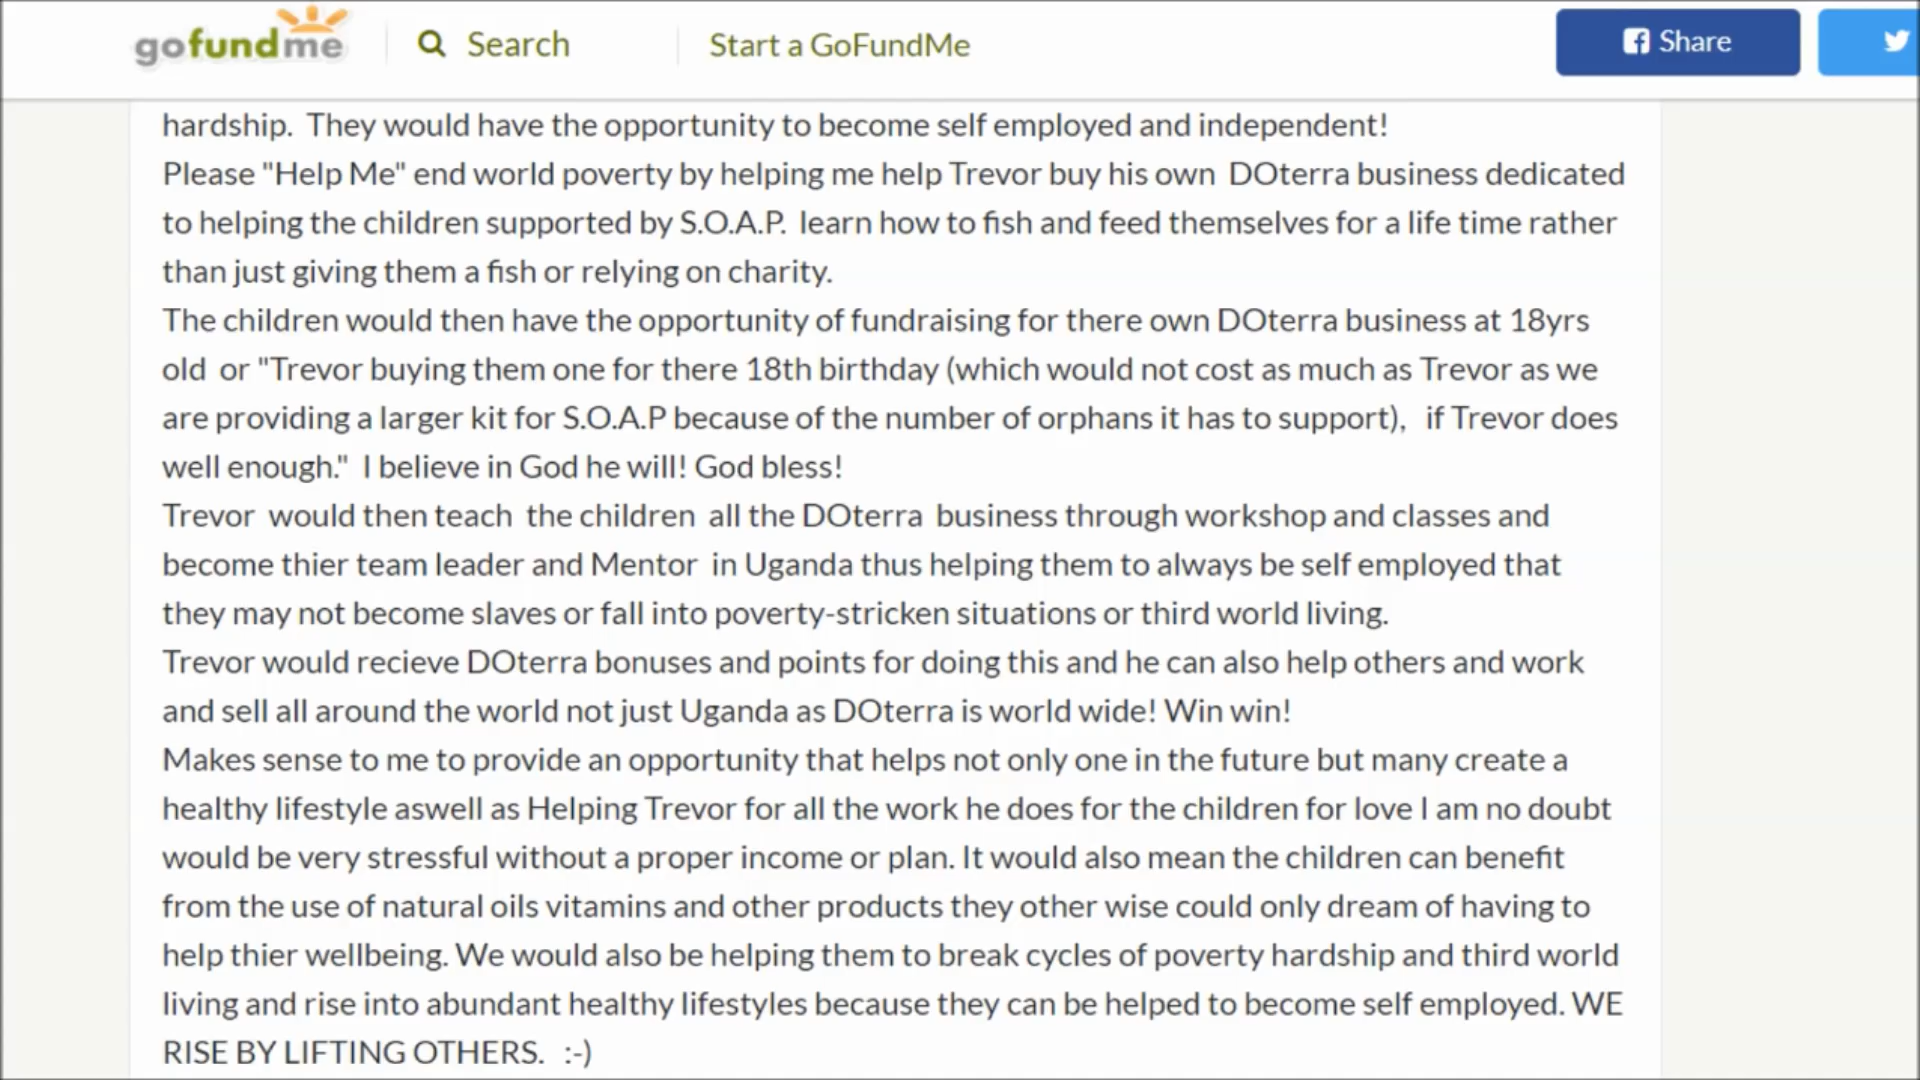 gofundme Search Start a GoFundMe Share
hardship. They would have the opportunity to become self employed and independent!
Please "Help Me" end world poverty by helping me help Trevor buy his own DOterra business dedicated
to helping the children supported by S.O.A.P. learn how to fish and feed themselves for a life time rather
than just giving them a fish or relying on charity.
The children would then have the opportunity of fundraising for there own DOterra business at 18yrs
old or "Trevor buying them one for there 18th birthday (which would not cost as much as Trevor as we
are providing a larger kit for S.O.A.P because of the number of orphans it has to support), if Trevor does
well enough." I believe in God he will! God bless!
Trevor would then teach the children all the DOterra business through workshop and classes and
become thier team leader and Mentor in Uganda thus helping them to always be self employed that
they may not become slaves or fall into poverty-stricken situations or third world living.
Trevor would recieve DOterra bonuses and points for doing this and he can also help others and work
and sell all around the world not just Uganda as DOterra is world wide! Win win!
Makes sense to me to provide an opportunity that helps not only one in the future but many create a
healthy lifestyle aswell as Helping Trevor for all the work he does for the children for love I am no doubt
would be very stressful without a proper income or plan. It would also mean the children can benefit
from the use of natural oils vitamins and other products they other wise could only dream of having to
help thier wellbeing. We would also be helping them to break cycles of poverty hardship and third world
living and rise into abundant healthy lifestyles because they can be helped to become self employed. WE
RISE BY LIFTING OTHERS. :-)